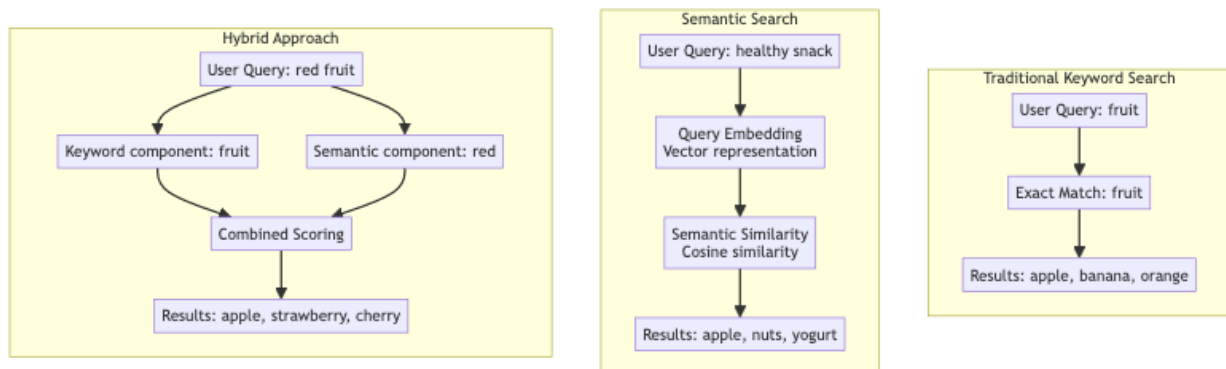 Hybrid Approach
User Query: red fruit
Keyword component: fruit
Semantic component: red
Combined Scoring
Results: apple, strawberry, cherry
Semantic Search
User Query: healthy snack
Query Embedding
Vector representation
Semantic Similarity
Cosine similarity
Results: apple, nuts, yogurt
Traditional Keyword Search
User Query: fruit
Exact Match: fruit
Results: apple, banana, orange